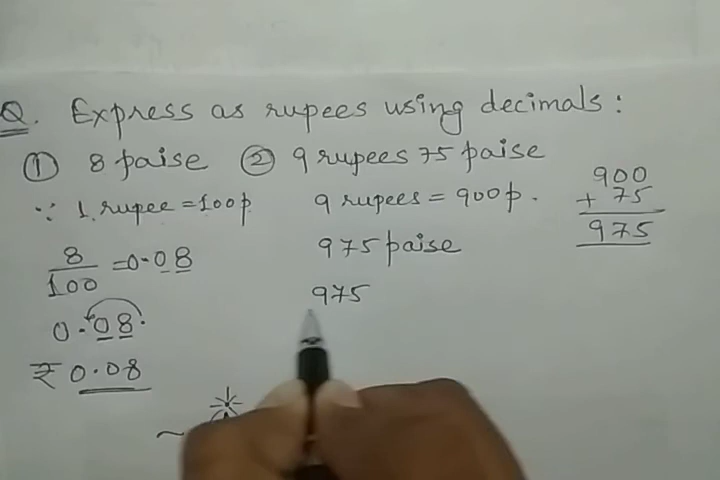 Q. Express as rupees using decimals:
① 8 paise ② 9 rupees 75 paise
∵ 1 rupee = 100p
8/100 = 0.08
0.08.
₹ 0.08
9 rupees = 900p.
975 paise
975
900
+ 75
975